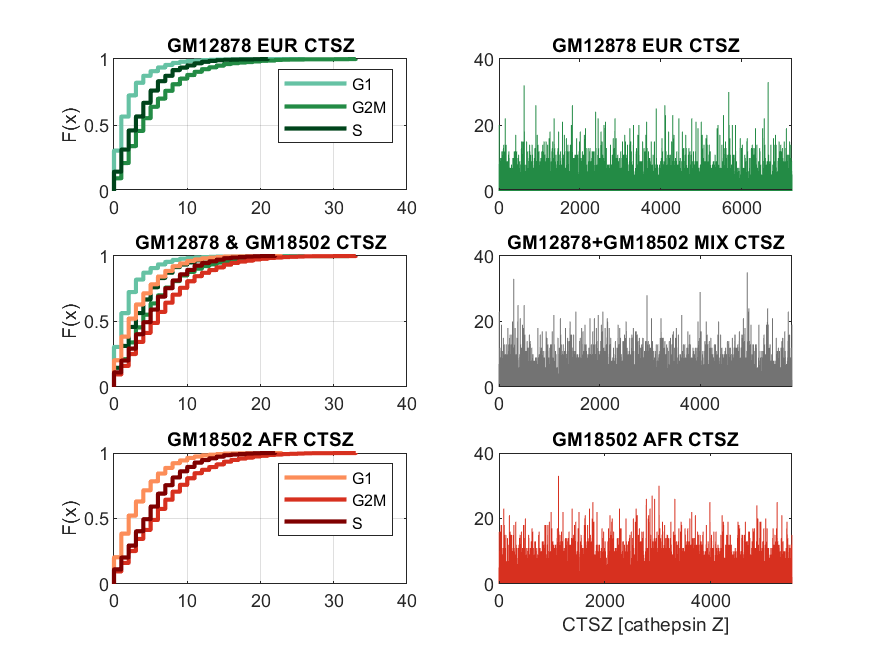 GM12878 EUR CTSZ
1
0.5
0
F(x)
G1
G2M
S
0 10 20 30 40
GM12878 EUR CTSZ
40
20
0
0 2000 4000 6000
GM12878 & GM18502 CTSZ
1
0.5
0
F(x)
0 10 20 30 40
GM12878+GM18502 MIX CTSZ
40
20
0
0 2000 4000
GM18502 AFR CTSZ
1
0.5
0
F(x)
G1
G2M
S
0 10 20 30 40
GM18502 AFR CTSZ
40
20
0
0 2000 4000
CTSZ [cathepsin Z]